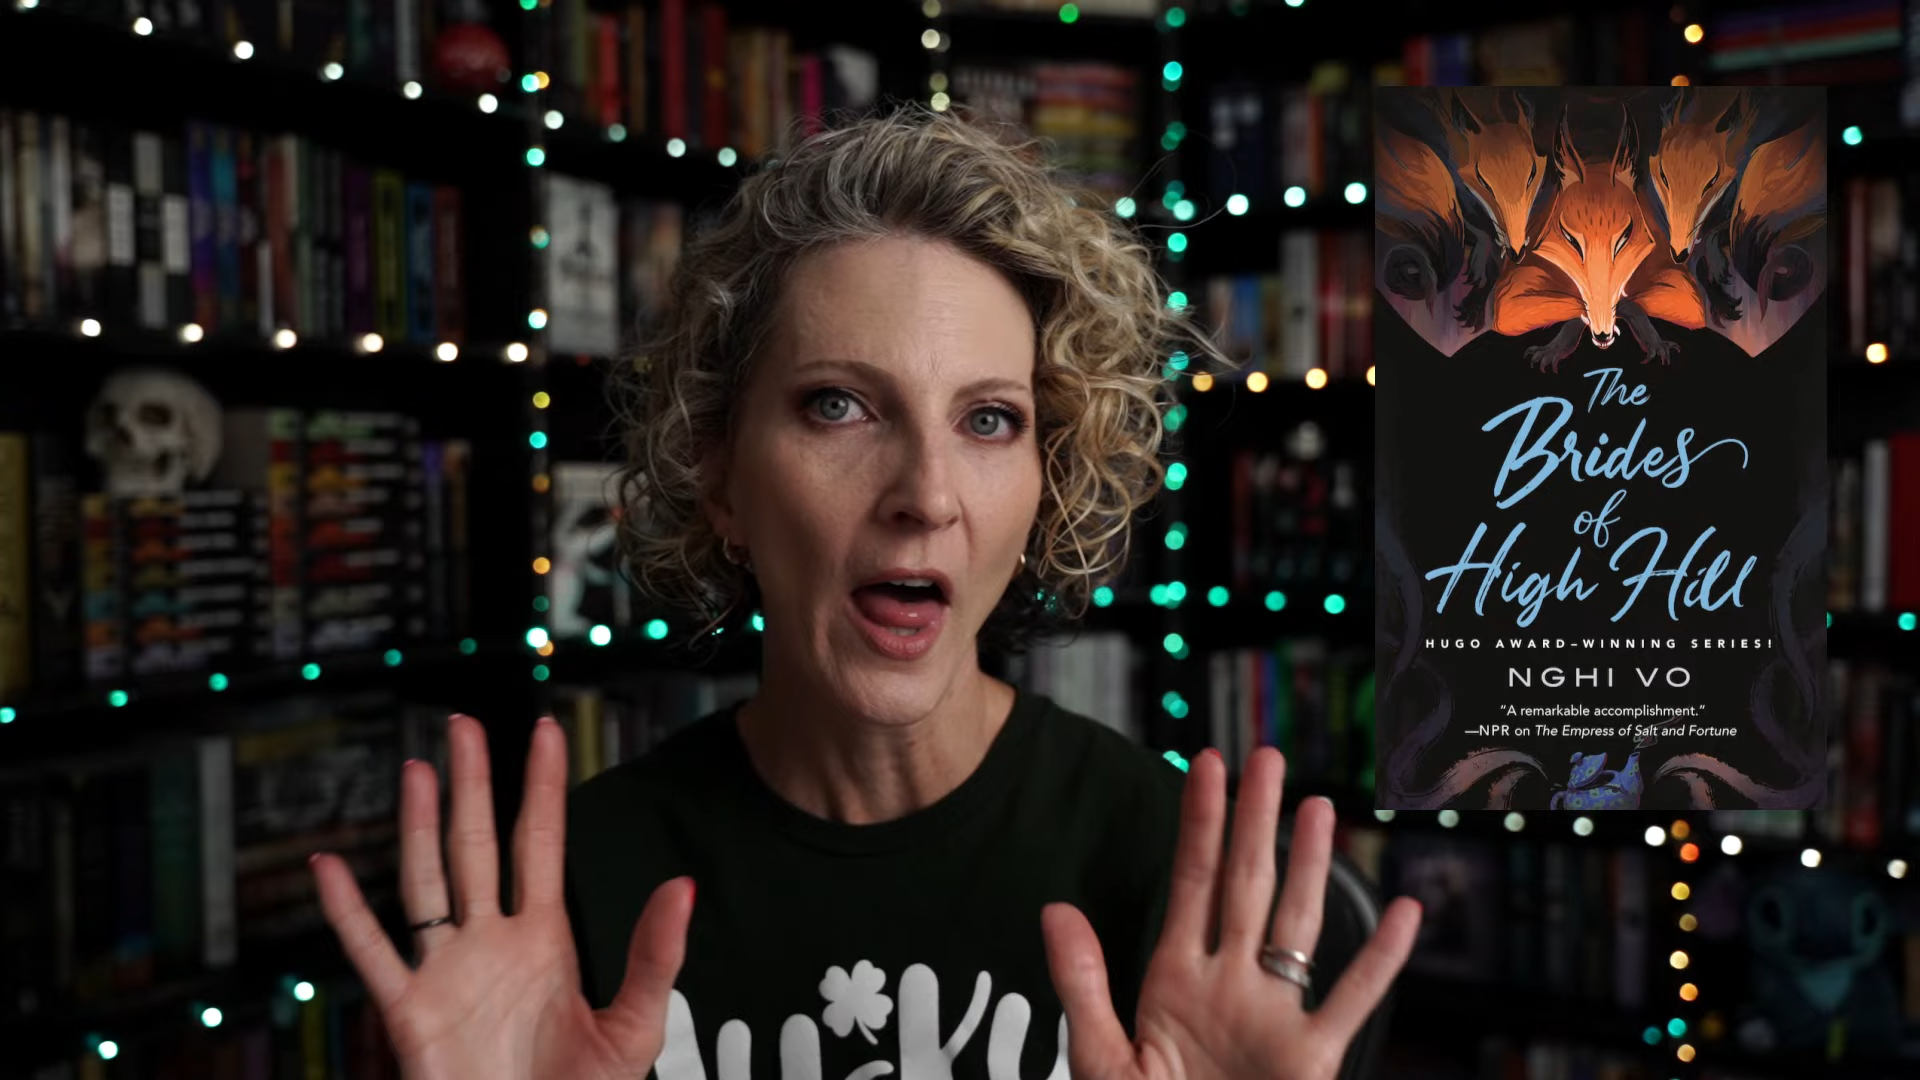 The
Brides
of
High Hill
HUGO AWARD–WINNING SERIES!
NGHI VO
“A remarkable accomplishment.”
—NPR on The Empress of Salt and Fortune
lucky